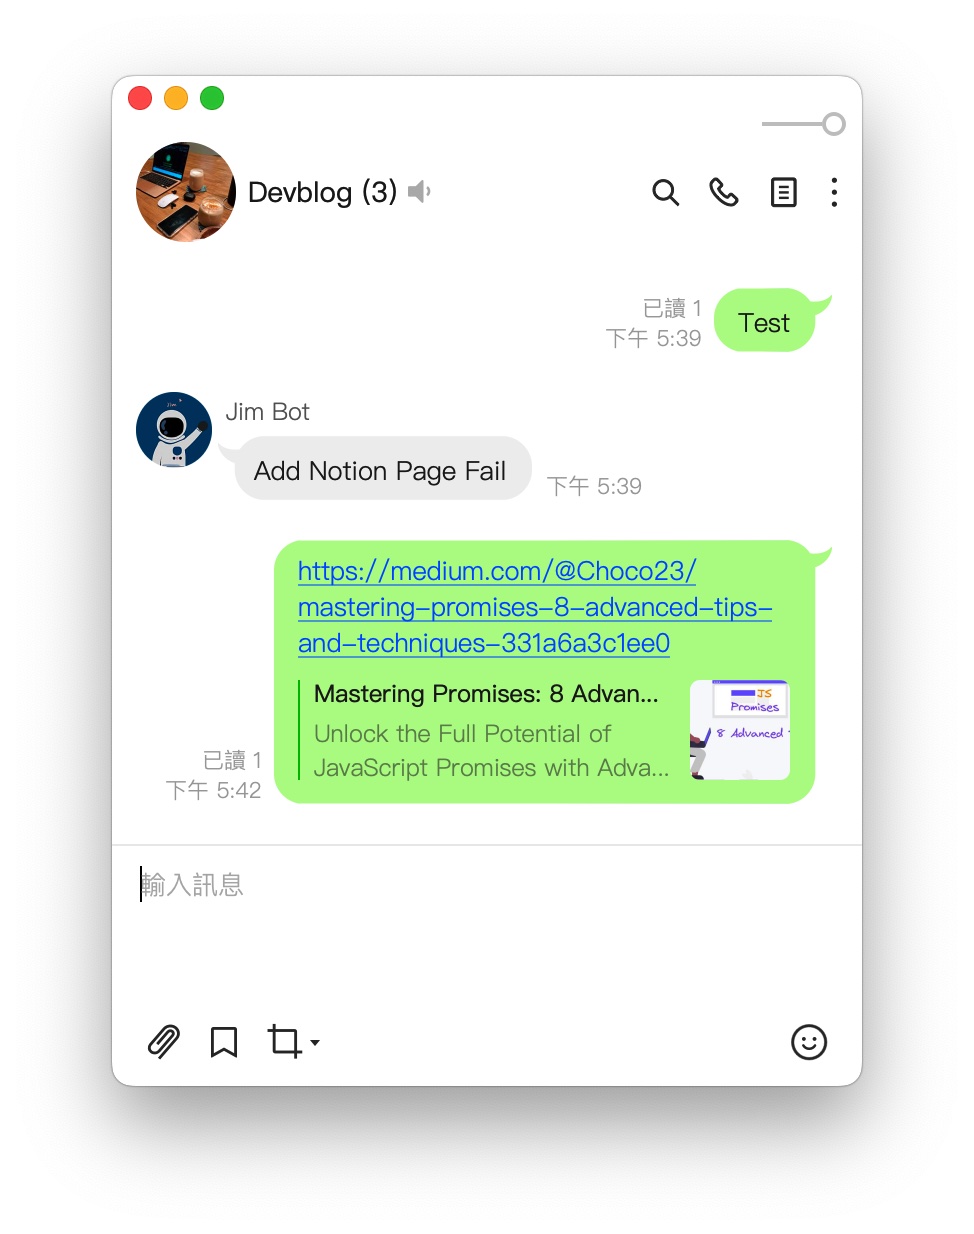 Devblog (3)
已讀 1
下午 5:39
Test
Jim Bot
Add Notion Page Fail
下午 5:39
https://medium.com/@Choco23/
mastering-promises-8-advanced-tips-
and-techniques-331a6a3c1ee0
Mastering Promises: 8 Advan...
Unlock the Full Potential of
JavaScript Promises with Adva...
JS
Promises
8 Advanced
已讀 1
下午 5:42
輸入訊息